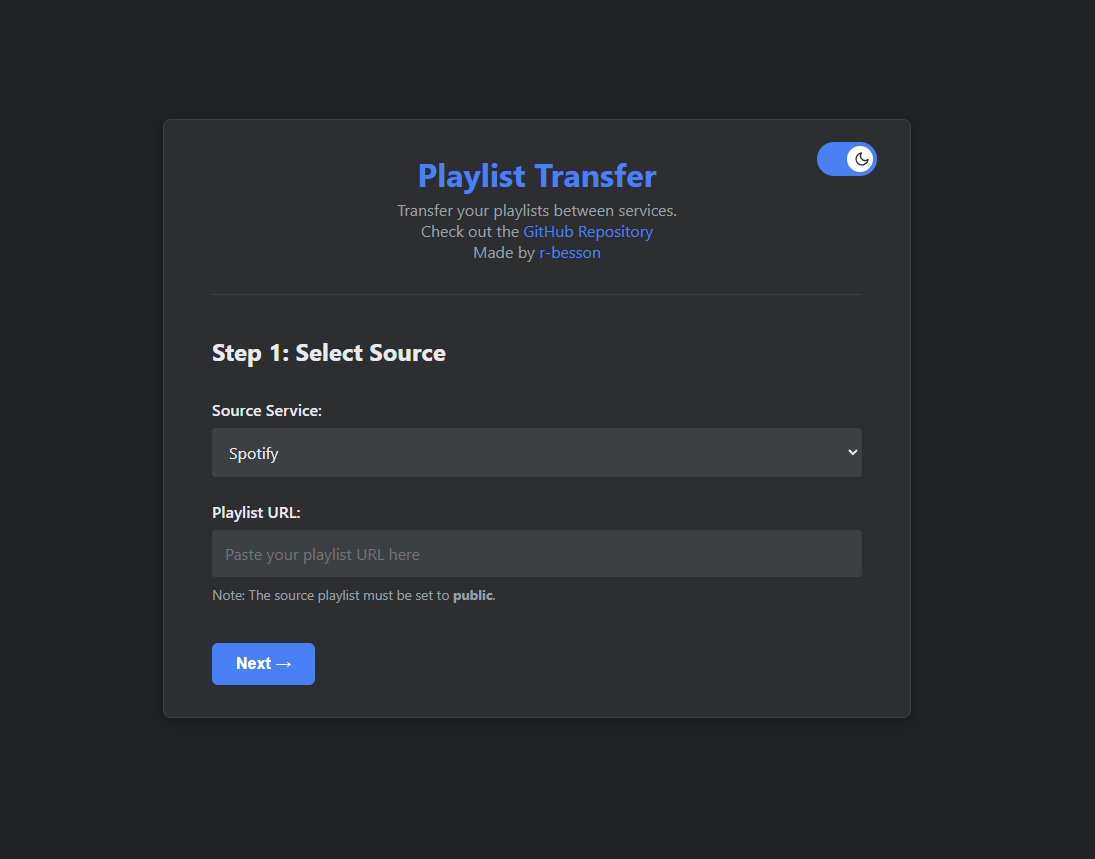 Playlist Transfer
Transfer your playlists between services.
Check out the GitHub Repository
Made by r-besson
Step 1: Select Source
Source Service:
Spotify
Playlist URL:
Paste your playlist URL here
Note: The source playlist must be set to public.
Next →